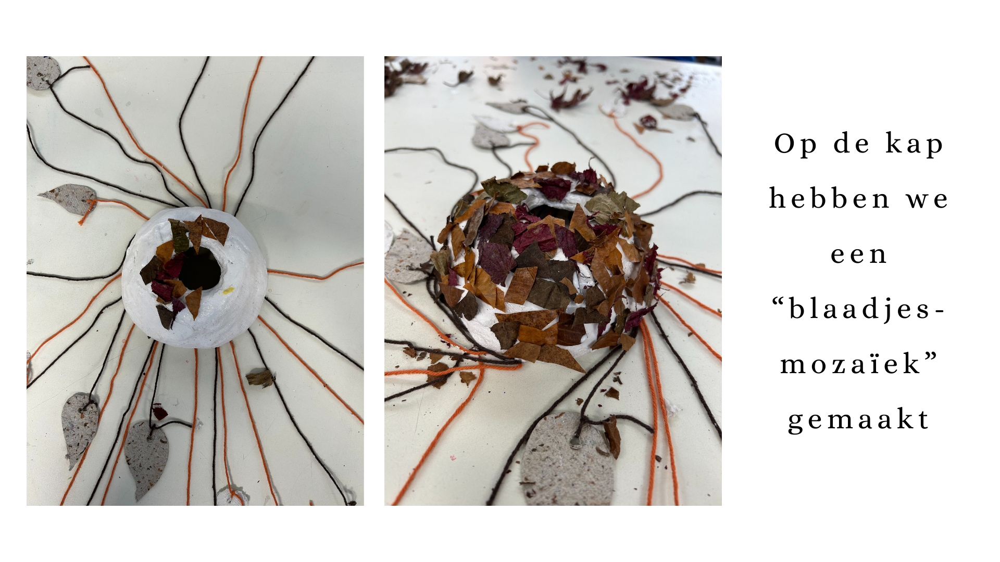 Op de kap
hebben we
een
“blaadjes-
mozaïek”
gemaakt